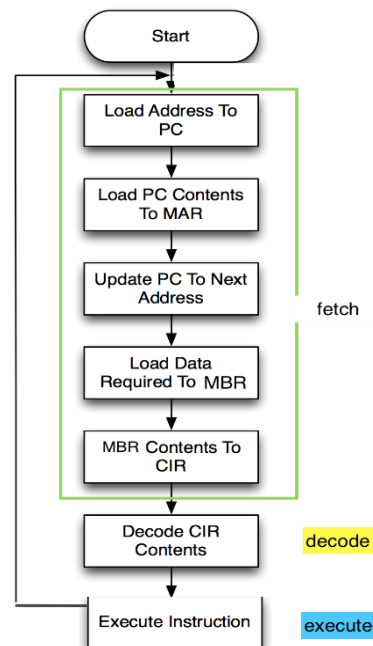 Start
Load Address To
PC
Load PC Contents
To MAR
Update PC To Next
Address
fetch
Load Data
Required To MBR
MBR Contents To
CIR
Decode CIR
Contents
decode
Execute Instruction
execute